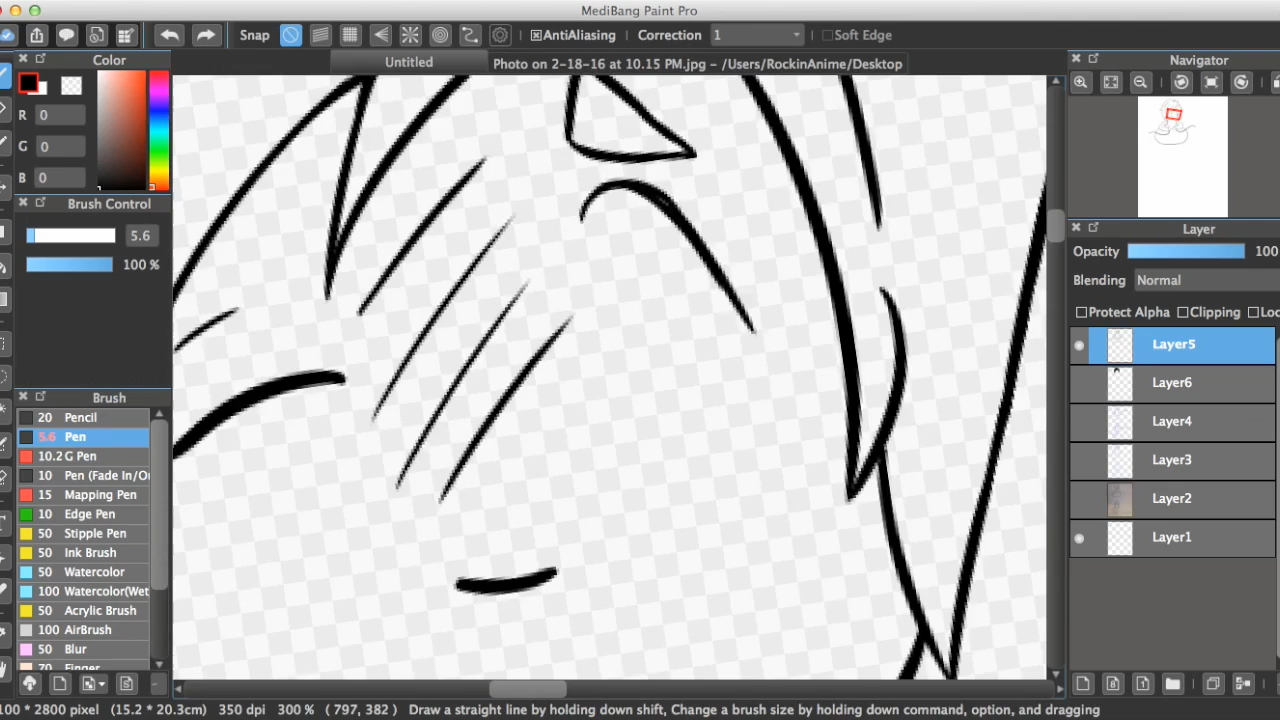 MediBang Paint Pro
Snap AntiAliasing Correction 1 Soft Edge
Untitled Photo on 2-18-16 at 10.15 PM.jpg - /Users/RockinAnime/Desktop
Color
R 0
G 0
B 0
Brush Control
5.6
100 %
Brush
20 Pencil
5.6 Pen
10.2 G Pen
10 Pen (Fade In/Ou
15 Mapping Pen
10 Edge Pen
50 Stipple Pen
50 Ink Brush
50 Watercolor
100 Watercolor(Wet
50 Acrylic Brush
100 AirBrush
50 Blur
70 Finger
Navigator
Layer
Opacity 100
Blending Normal
Protect Alpha Clipping Loc
Layer5
Layer6
Layer4
Layer3
Layer2
Layer1
100 * 2800 pixel (15.2 * 20.3cm) 350 dpi 300 % ( 797, 382 ) Draw a straight line by holding down shift, Change a brush size by holding down command, option, and dragging